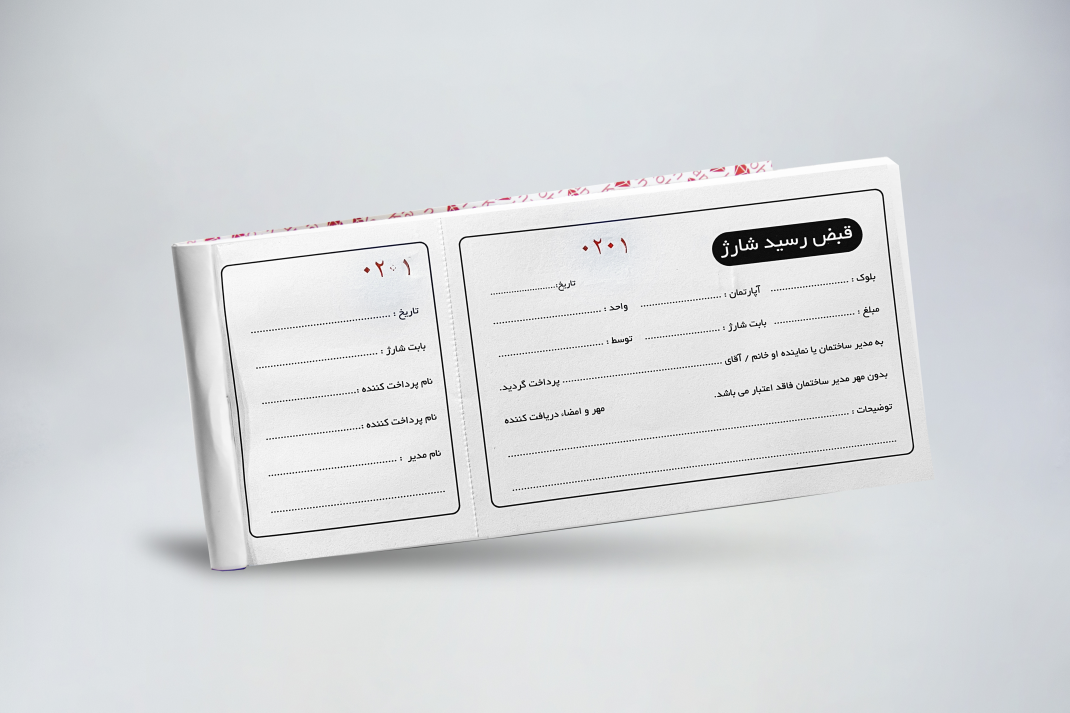 قبض رسید شارژ
۰۲۰۱
تاریخ:
بلوک : آپارتمان : واحد :
مبلغ : بابت شارژ : توسط :
به مدیر ساختمان یا نماینده او خانم / آقای پرداخت گردید.
بدون مهر مدیر ساختمان فاقد اعتبار می باشد.
مهر و امضاء دریافت کننده
توضیحات :
۰۲۰۱
تاریخ :
بابت شارژ :
نام پرداخت کننده :
نام پرداخت کننده :
نام مدیر :